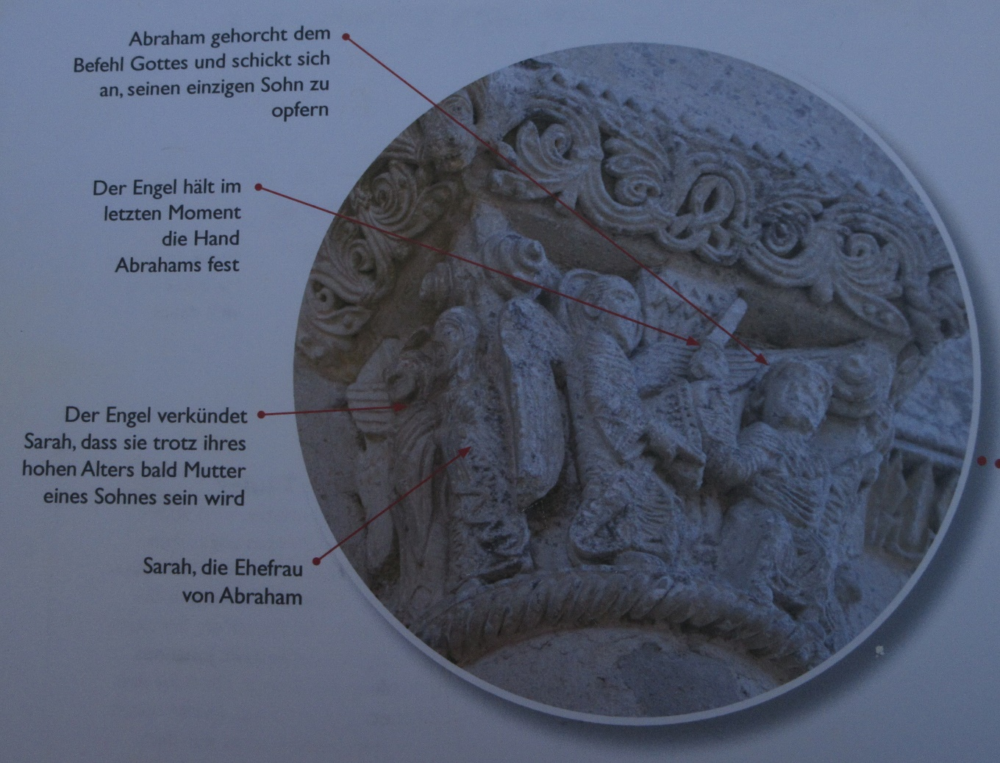 Abraham gehorcht dem
Befehl Gottes und schickt sich
an, seinen einzigen Sohn zu
opfern
Der Engel hält im
letzten Moment
die Hand
Abrahams fest
Der Engel verkündet
Sarah, dass sie trotz ihres
hohen Alters bald Mutter
eines Sohnes sein wird
Sarah, die Ehefrau
von Abraham